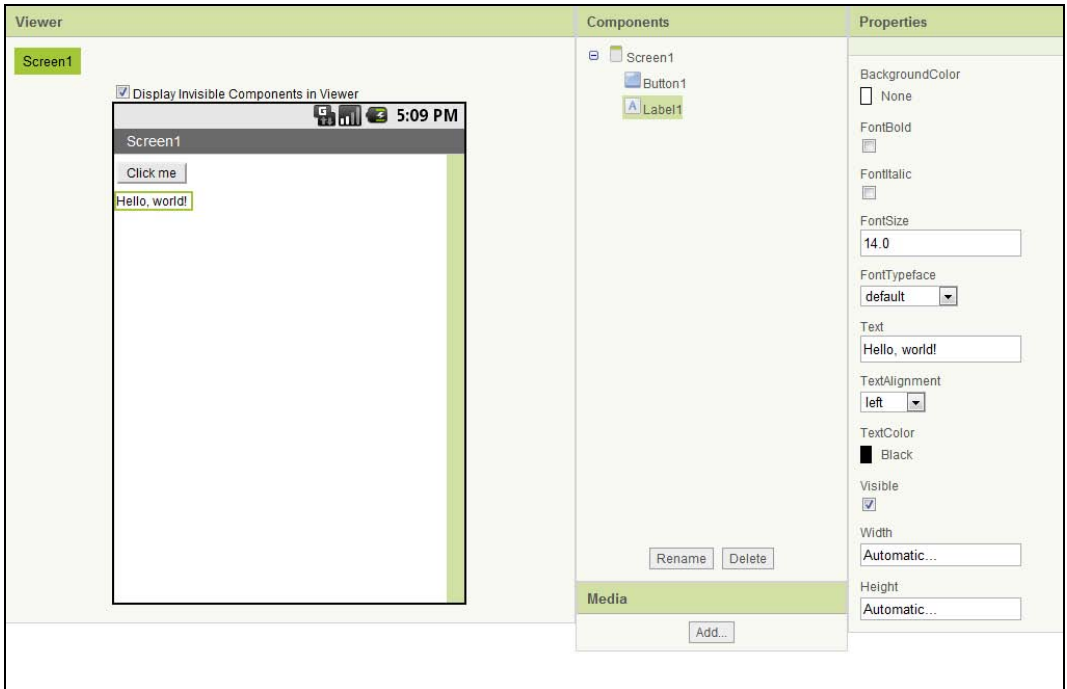 Viewer
Screen1
Display Invisible Components in Viewer
5:09 PM
Screen1
Click me
Hello, world!
Components
Screen1
Button1
A Label1
Rename Delete
Media
Add...
Properties
BackgroundColor
None
FontBold
FontItalic
FontSize
14.0
FontTypeface
default
Text
Hello, world!
TextAlignment
left
TextColor
Black
Visible
Width
Automatic...
Height
Automatic...